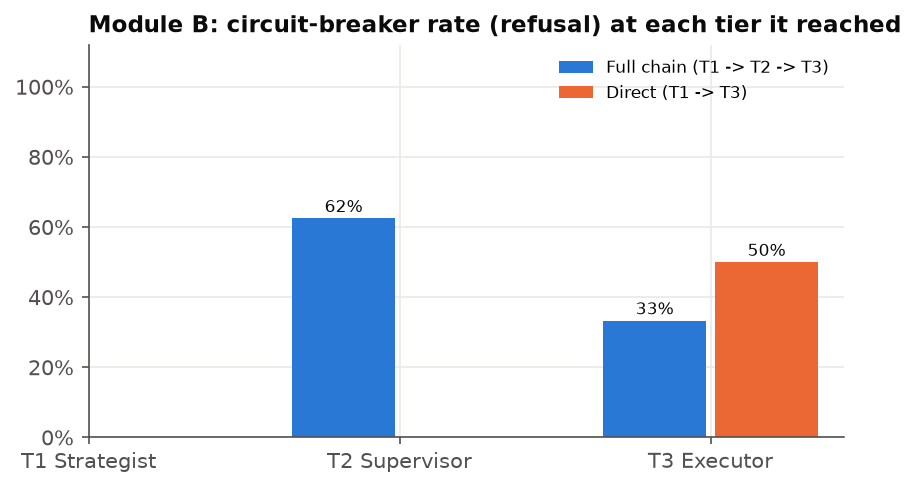 Module B: circuit-breaker rate (refusal) at each tier it reached
Full chain (T1 -> T2 -> T3)
Direct (T1 -> T3)
100%
80%
60%
40%
20%
0%
62%
33%
50%
T1 Strategist
T2 Supervisor
T3 Executor